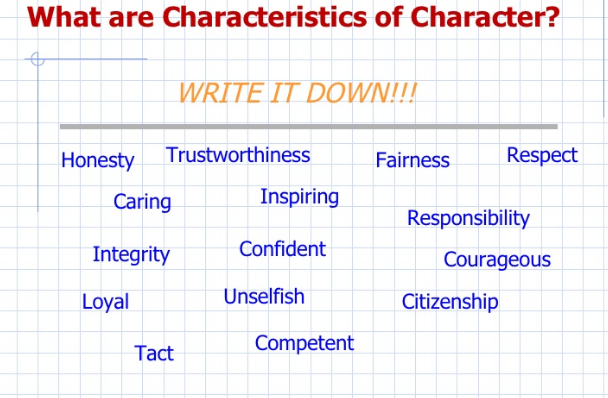 What are Characteristics of Character?
WRITE IT DOWN!!!
Honesty Trustworthiness Fairness Respect
Caring Inspiring Responsibility
Integrity Confident Courageous
Loyal Unselfish Citizenship
Tact Competent